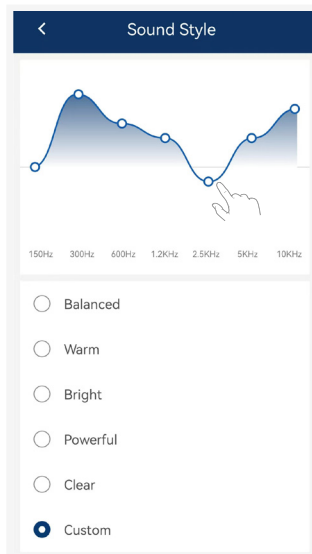 Sound Style
150Hz 300Hz 600Hz 1.2KHz 2.5KHz 5KHz 10KHz
Balanced
Warm
Bright
Powerful
Clear
Custom